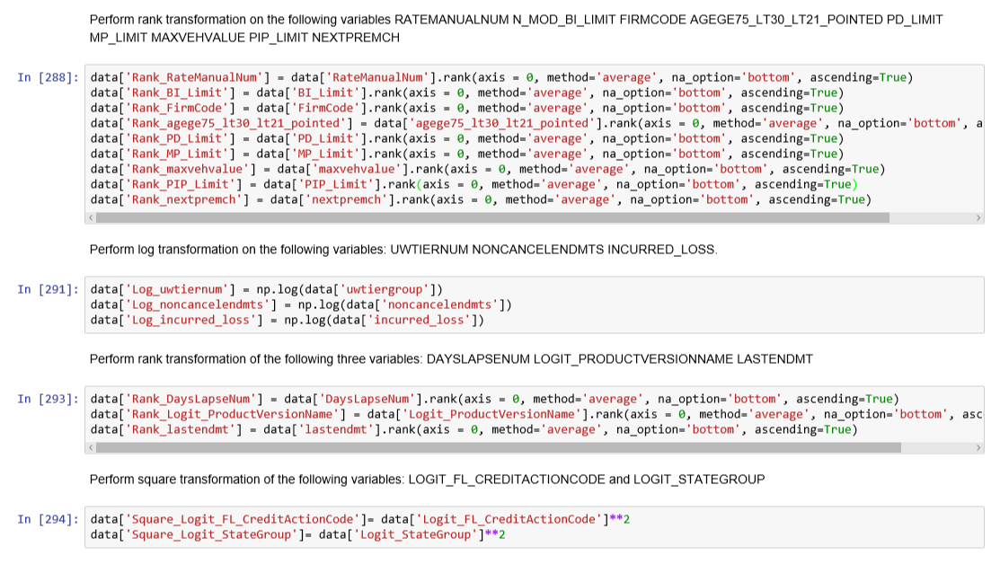 Perform rank transformation on the following variables RATEMANUALNUM N_MOD_BI_LIMIT FIRMCODE AGEGE75_LT30_LT21_POINTED PD_LIMIT
MP_LIMIT MAXVEHVALUE PIP_LIMIT NEXTPREMCH
In [288]: data['Rank_RateManualNum'] = data['RateManualNum'].rank(axis = 0, method='average', na_option='bottom', ascending=True)
data['Rank_BI_Limit'] = data['BI_Limit'].rank(axis = 0, method='average', na_option='bottom', ascending=True)
data['Rank_FirmCode'] = data['FirmCode'].rank(axis = 0, method='average', na_option='bottom', ascending=True)
data['Rank_agege75_lt30_lt21_pointed'] = data['agege75_lt30_lt21_pointed'].rank(axis = 0, method='average', na_option='bottom', a
data['Rank_PD_Limit'] = data['PD_Limit'].rank(axis = 0, method='average', na_option='bottom', ascending=True)
data['Rank_MP_Limit'] = data['MP_Limit'].rank(axis = 0, method='average', na_option='bottom', ascending=True)
data['Rank_maxvehvalue'] = data['maxvehvalue'].rank(axis = 0, method='average', na_option='bottom', ascending=True)
data['Rank_PIP_Limit'] = data['PIP_Limit'].rank(axis = 0, method='average', na_option='bottom', ascending=True)
data['Rank_nextpremch'] = data['nextpremch'].rank(axis = 0, method='average', na_option='bottom', ascending=True)
Perform log transformation on the following variables: UWTIERNUM NONCANCELENDMTS INCURRED_LOSS.
In [291]: data['Log_uwtiernum'] = np.log(data['uwtiergroup'])
data['Log_noncancelendmts'] = np.log(data['noncancelendmts'])
data['Log_incurred_loss'] = np.log(data['incurred_loss'])
Perform rank transformation of the following three variables: DAYSLAPSENUM LOGIT_PRODUCTVERSIONNAME LASTENDMT
In [293]: data['Rank_DaysLapseNum'] = data['DaysLapseNum'].rank(axis = 0, method='average', na_option='bottom', ascending=True)
data['Rank_Logit_ProductVersionName'] = data['Logit_ProductVersionName'].rank(axis = 0, method='average', na_option='bottom', asc
data['Rank_lastendmt'] = data['lastendmt'].rank(axis = 0, method='average', na_option='bottom', ascending=True)
Perform square transformation of the following variables: LOGIT_FL_CREDITACTIONCODE and LOGIT_STATEGROUP
In [294]: data['Square_Logit_FL_CreditActionCode']= data['Logit_FL_CreditActionCode']**2
data['Square_Logit_StateGroup']= data['Logit_StateGroup']**2